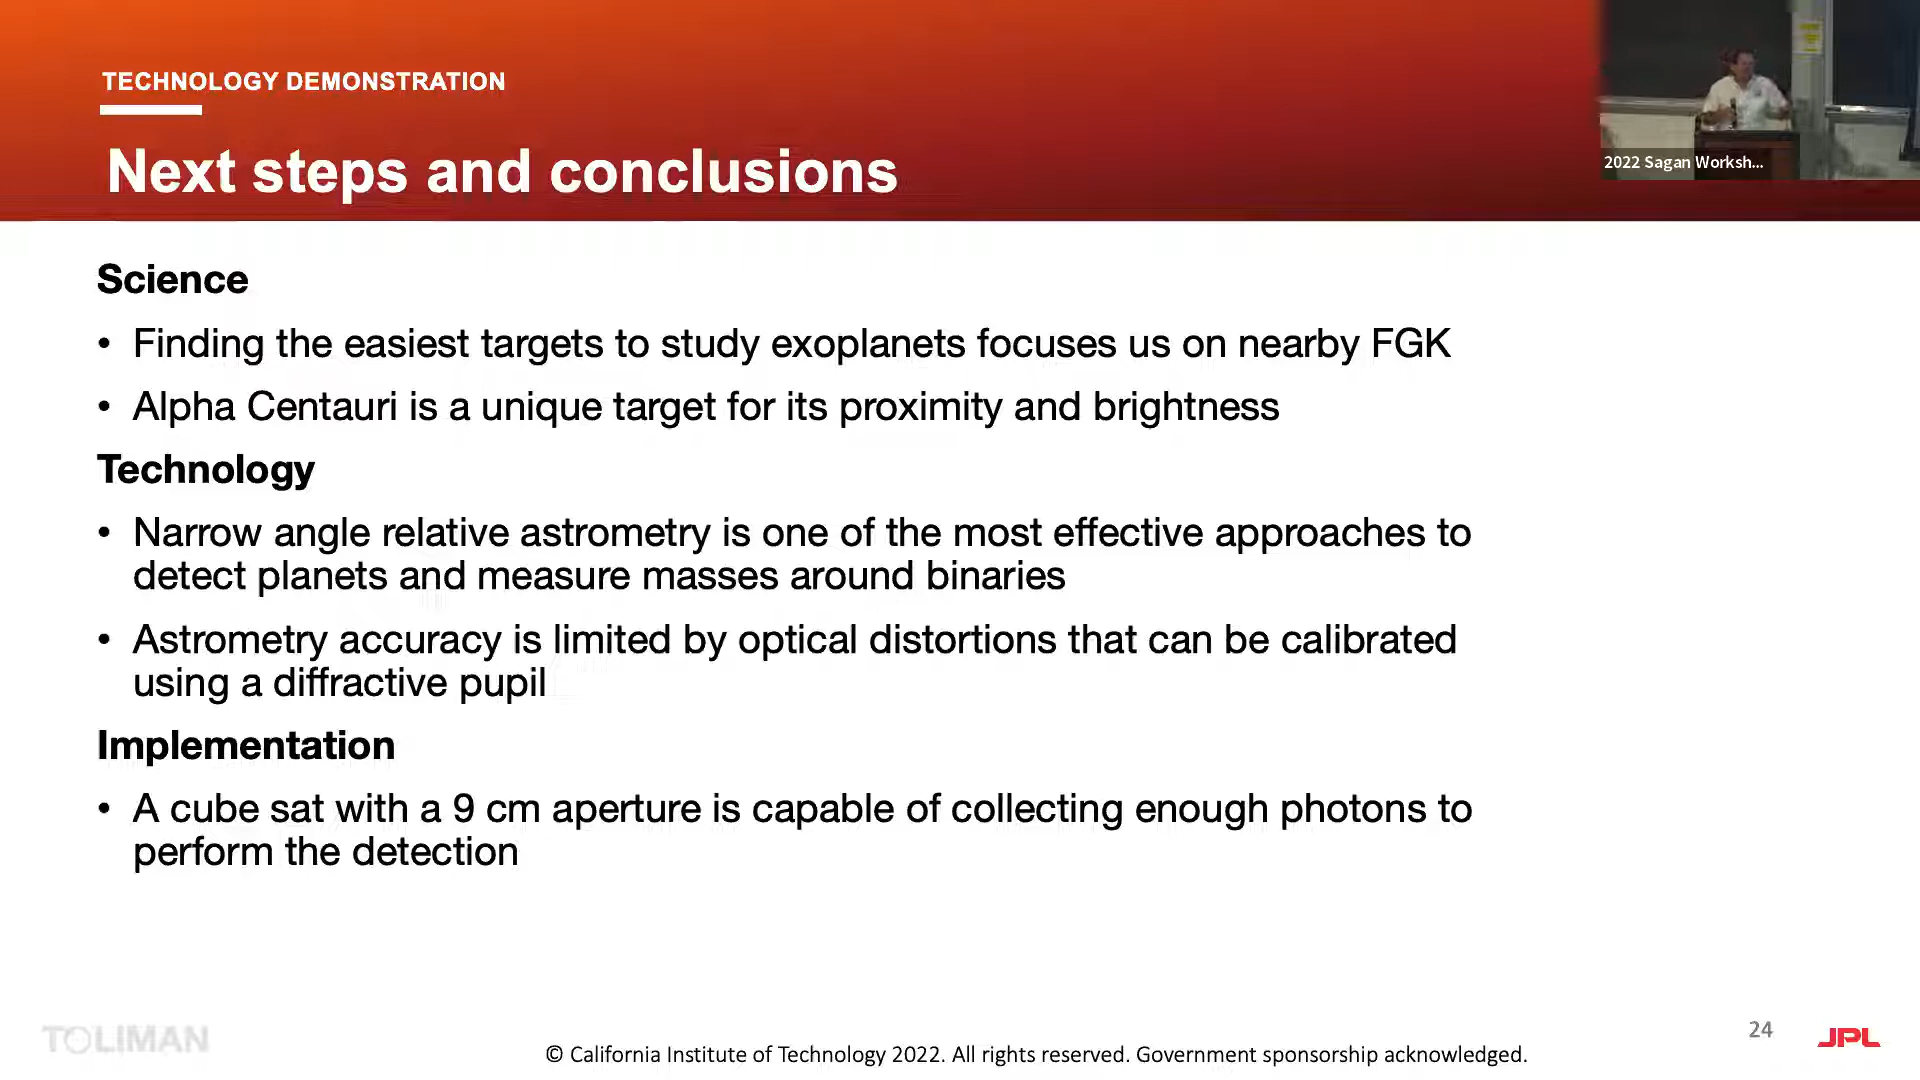 TECHNOLOGY DEMONSTRATION
Next steps and conclusions
2022 Sagan Worksh...
Science
• Finding the easiest targets to study exoplanets focuses us on nearby FGK
• Alpha Centauri is a unique target for its proximity and brightness
Technology
• Narrow angle relative astrometry is one of the most effective approaches to
detect planets and measure masses around binaries
• Astrometry accuracy is limited by optical distortions that can be calibrated
using a diffractive pupil
Implementation
• A cube sat with a 9 cm aperture is capable of collecting enough photons to
perform the detection
TOLIMAN
© California Institute of Technology 2022. All rights reserved. Government sponsorship acknowledged.
24
JPL